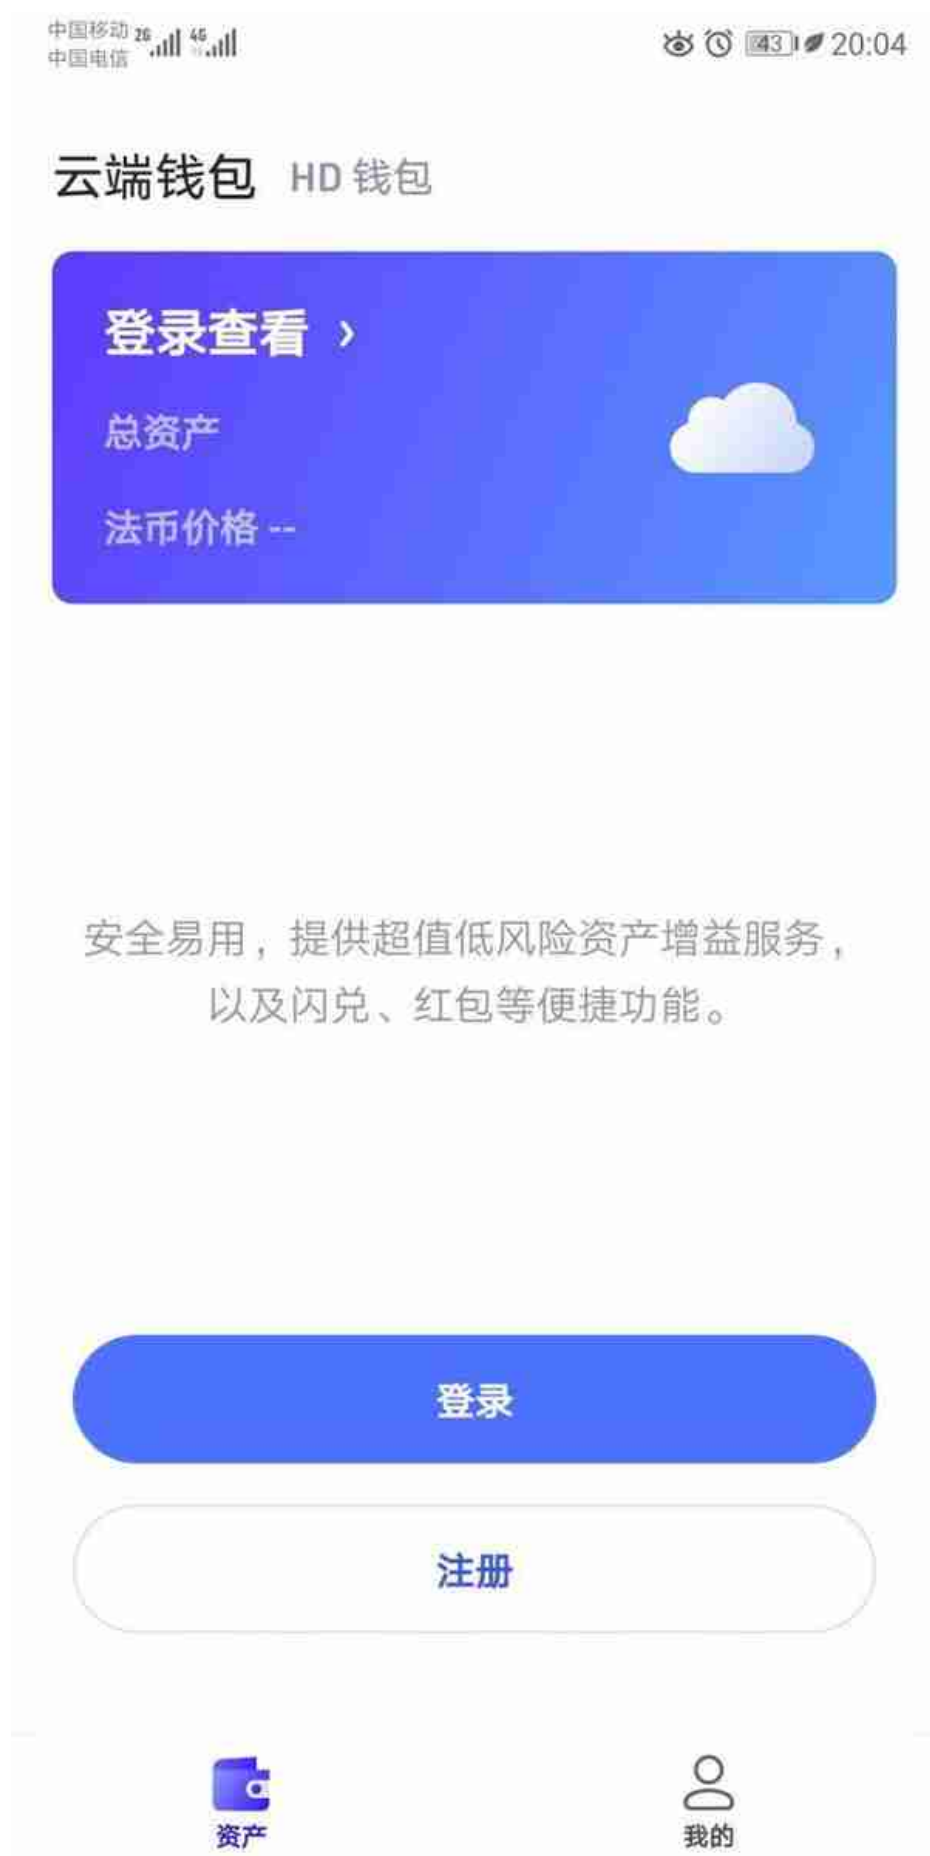 中国移动 2G 4G 43 20:04
中国电信
云端钱包 HD 钱包
登录查看 ›
总资产
法币价格 --
安全易用，提供超值低风险资产增益服务，
以及闪兑、红包等便捷功能。
登录
注册
资产 我的